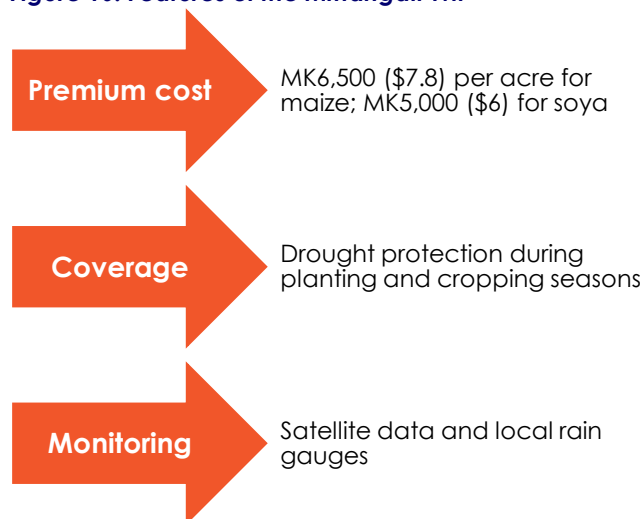 Premium cost
MK6,500 ($7.8) per acre for
maize; MK5,000 ($6) for soya
Coverage
Drought protection during
planting and cropping seasons
Monitoring
Satellite data and local rain
gauges